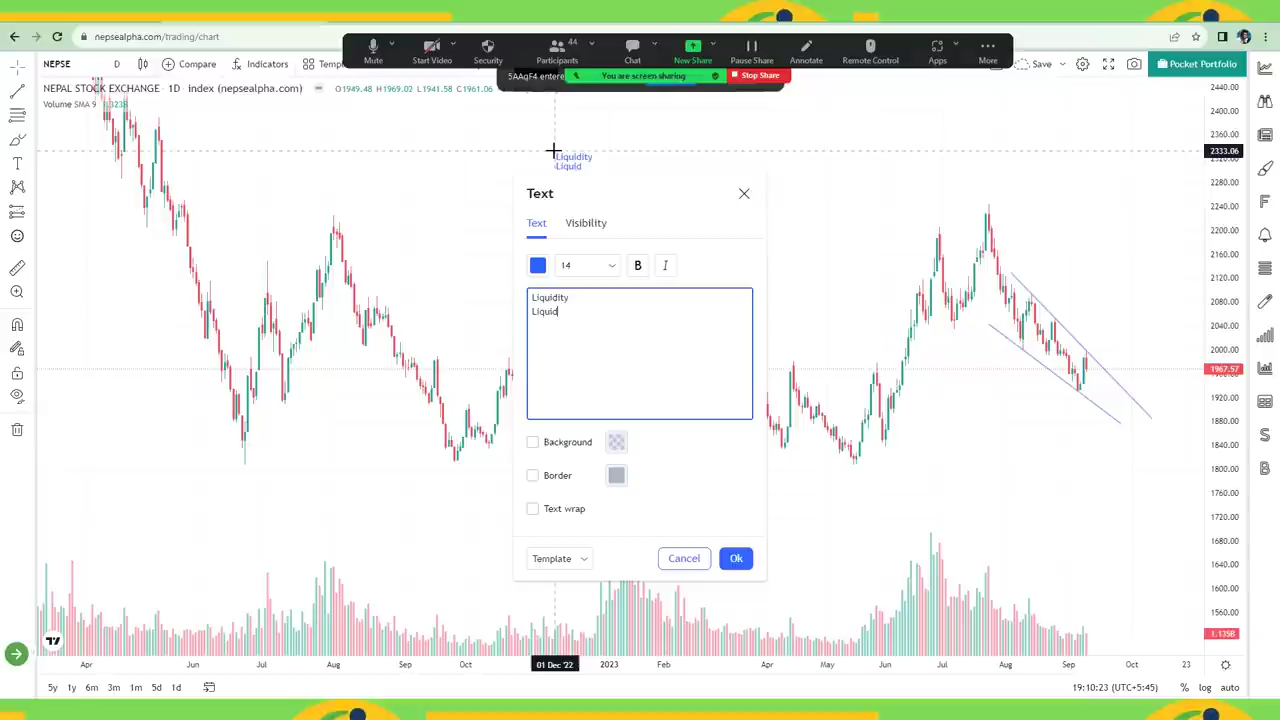 nepsealpha.com/trading/chart
Mute
Start Video
Security
Participants
44
Chat
New Share
Pause Share
Annotate
Remote Control
Apps
More
NEPSE
D
Compare
Indicators
Save
Pocket Portfolio
You are screen sharing
Stop Share
NEPAL STOCK EXCHANGE · 1D · index (nepsealpha.com)
O1949.48 H1969.02 L1941.58 C1961.06
Volume SMA 9
Liquidity
Liquid
Text
Text
Visibility
14
B
I
Liquidity
Liquid
Background
Border
Text wrap
Template
Cancel
Ok
2440.00
2400.00
2360.00
2333.06
2280.00
2240.00
2200.00
2160.00
2120.00
2080.00
2040.00
2000.00
1967.57
1920.00
1880.00
1840.00
1800.00
1760.00
1720.00
1680.00
1640.00
1600.00
1560.00
1.135B
Apr
Jun
Jul
Aug
Sep
Oct
01 Dec '22
2023
Feb
Apr
May
Jun
Jul
Aug
Sep
Oct
23
5y
1y
6m
3m
1m
5d
1d
19:10:23 (UTC+5:45)
%
log
auto